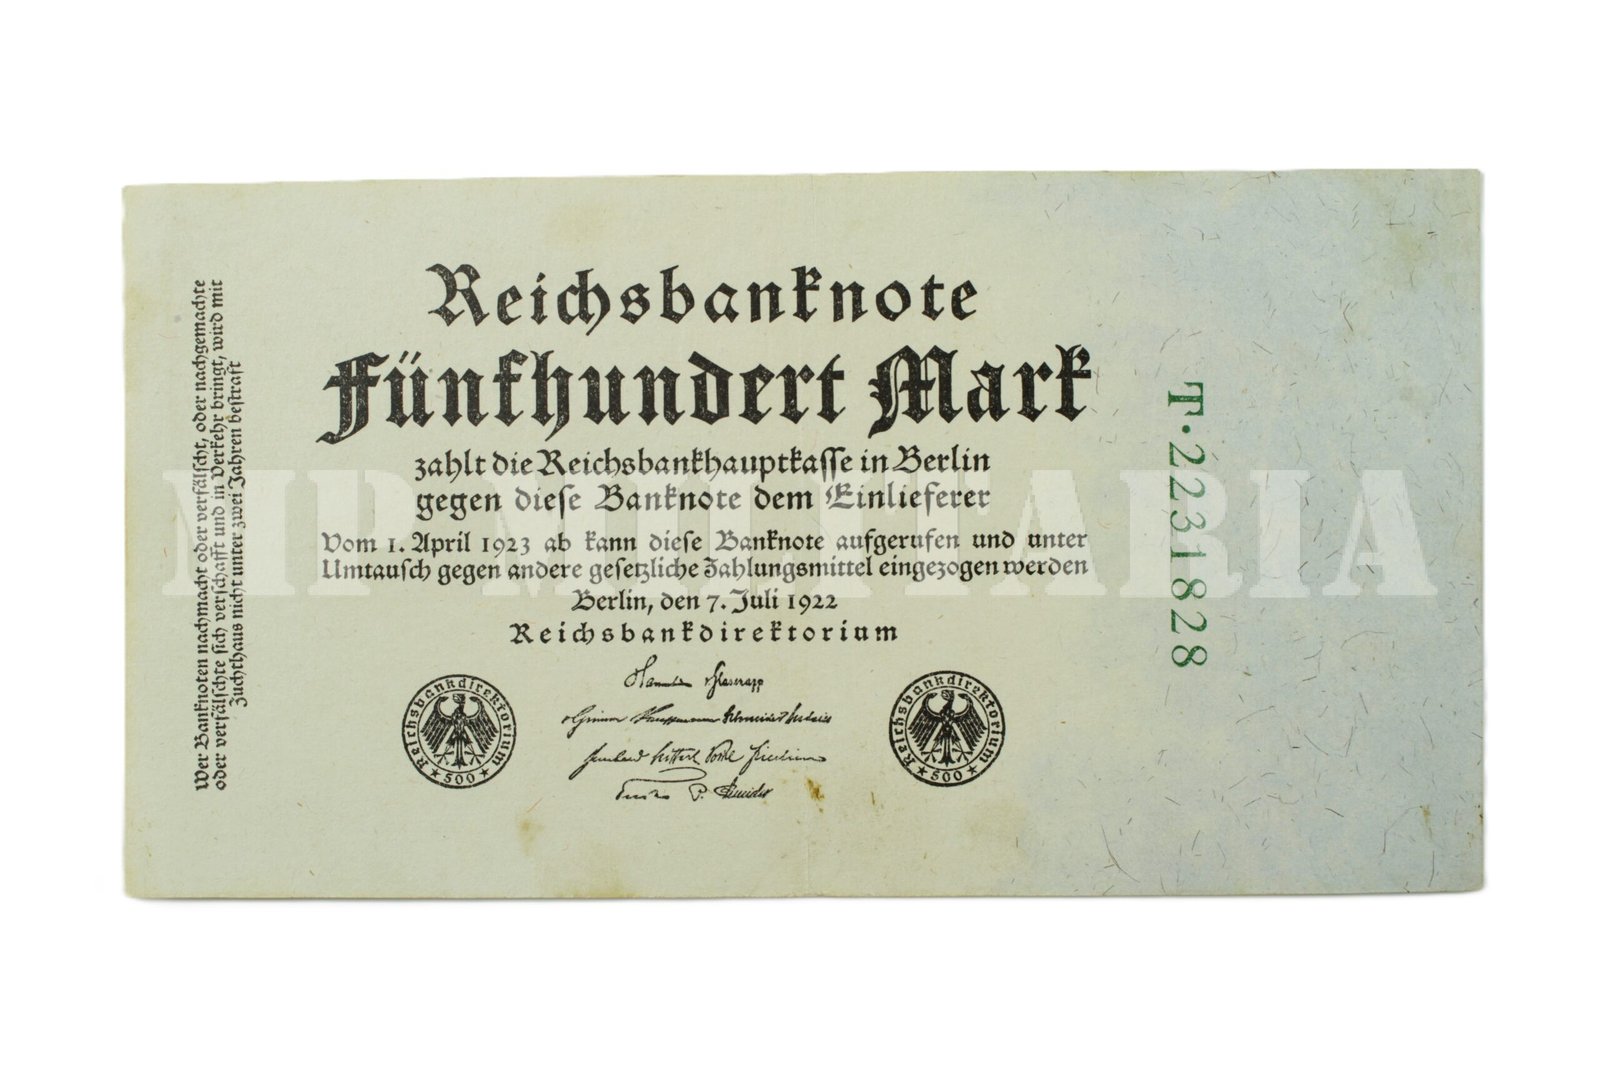 Reichsbanknote
Fünfhundert Mark
zahlt die Reichsbankhauptkasse in Berlin
gegen diese Banknote dem Einlieferer
Vom 1. April 1923 ab kann diese Banknote aufgerufen und unter
Umtausch gegen andere gesetzliche Zahlungsmittel eingezogen werden
Berlin, den 7. Juli 1922
Reichsbankdirektorium
Reichsbankdirektorium
* 500 *
Reichsbankdirektorium
* 500 *
Wer Banknoten nachmacht oder verfälscht, oder nachgemachte
oder verfälschte sich verschafft und in Verkehr bringt, wird mit
Zuchthaus nicht unter zwei Jahren bestraft
T·2231828
MP MILITARIA